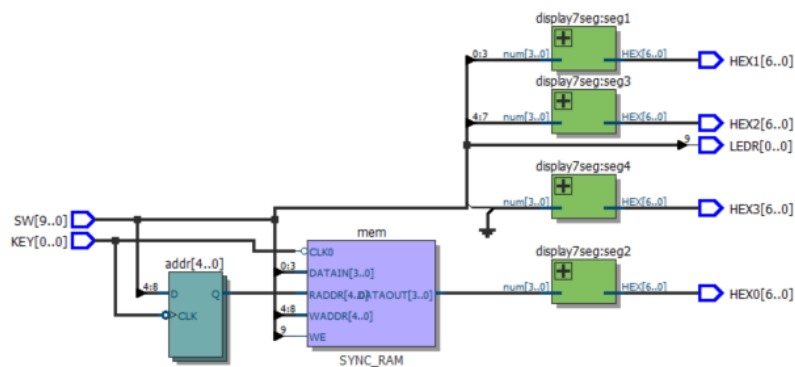 display7seg:seg1
0:3 num[3..0] HEX[6..0] HEX1[6..0]
display7seg:seg3
4:7 num[3..0] HEX[6..0] HEX2[6..0]
9 LEDR[0..0]
display7seg:seg4
num[3..0] HEX[6..0] HEX3[6..0]
SW[9..0]
KEY[0..0]
mem
CLK0
display7seg:seg2
addr[4..0]
0:3 DATAIN[3..0]
4:8 D Q RADDR[4..0] DATAOUT[3..0] num[3..0] HEX[6..0] HEX0[6..0]
CLK 4:8 WADDR[4..0]
9 WE
SYNC_RAM